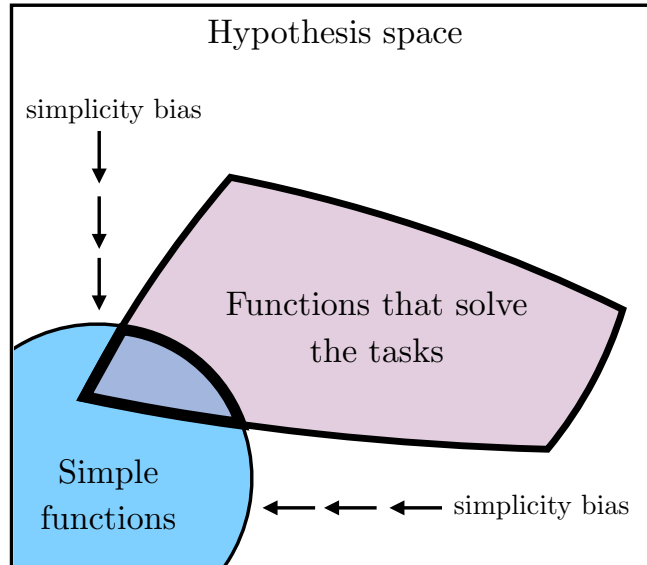 Hypothesis space
simplicity bias
Functions that solve
the tasks
Simple
functions
simplicity bias